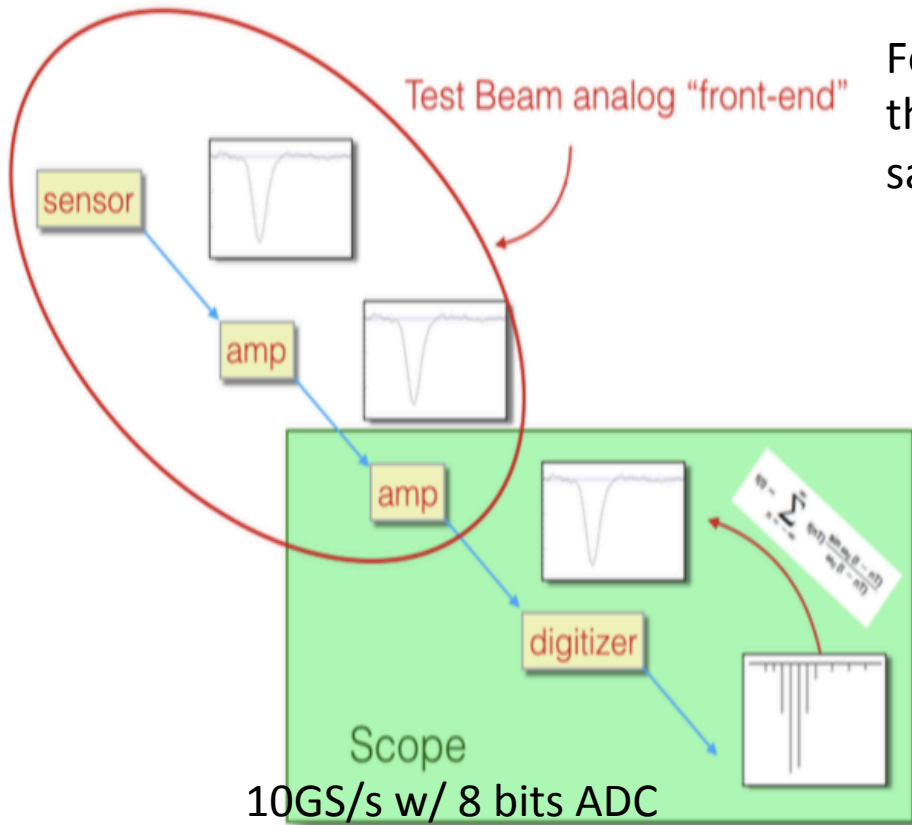 Test Beam analog “front-end”
sensor
amp
amp
digitizer
Scope
10GS/s w/ 8 bits ADC